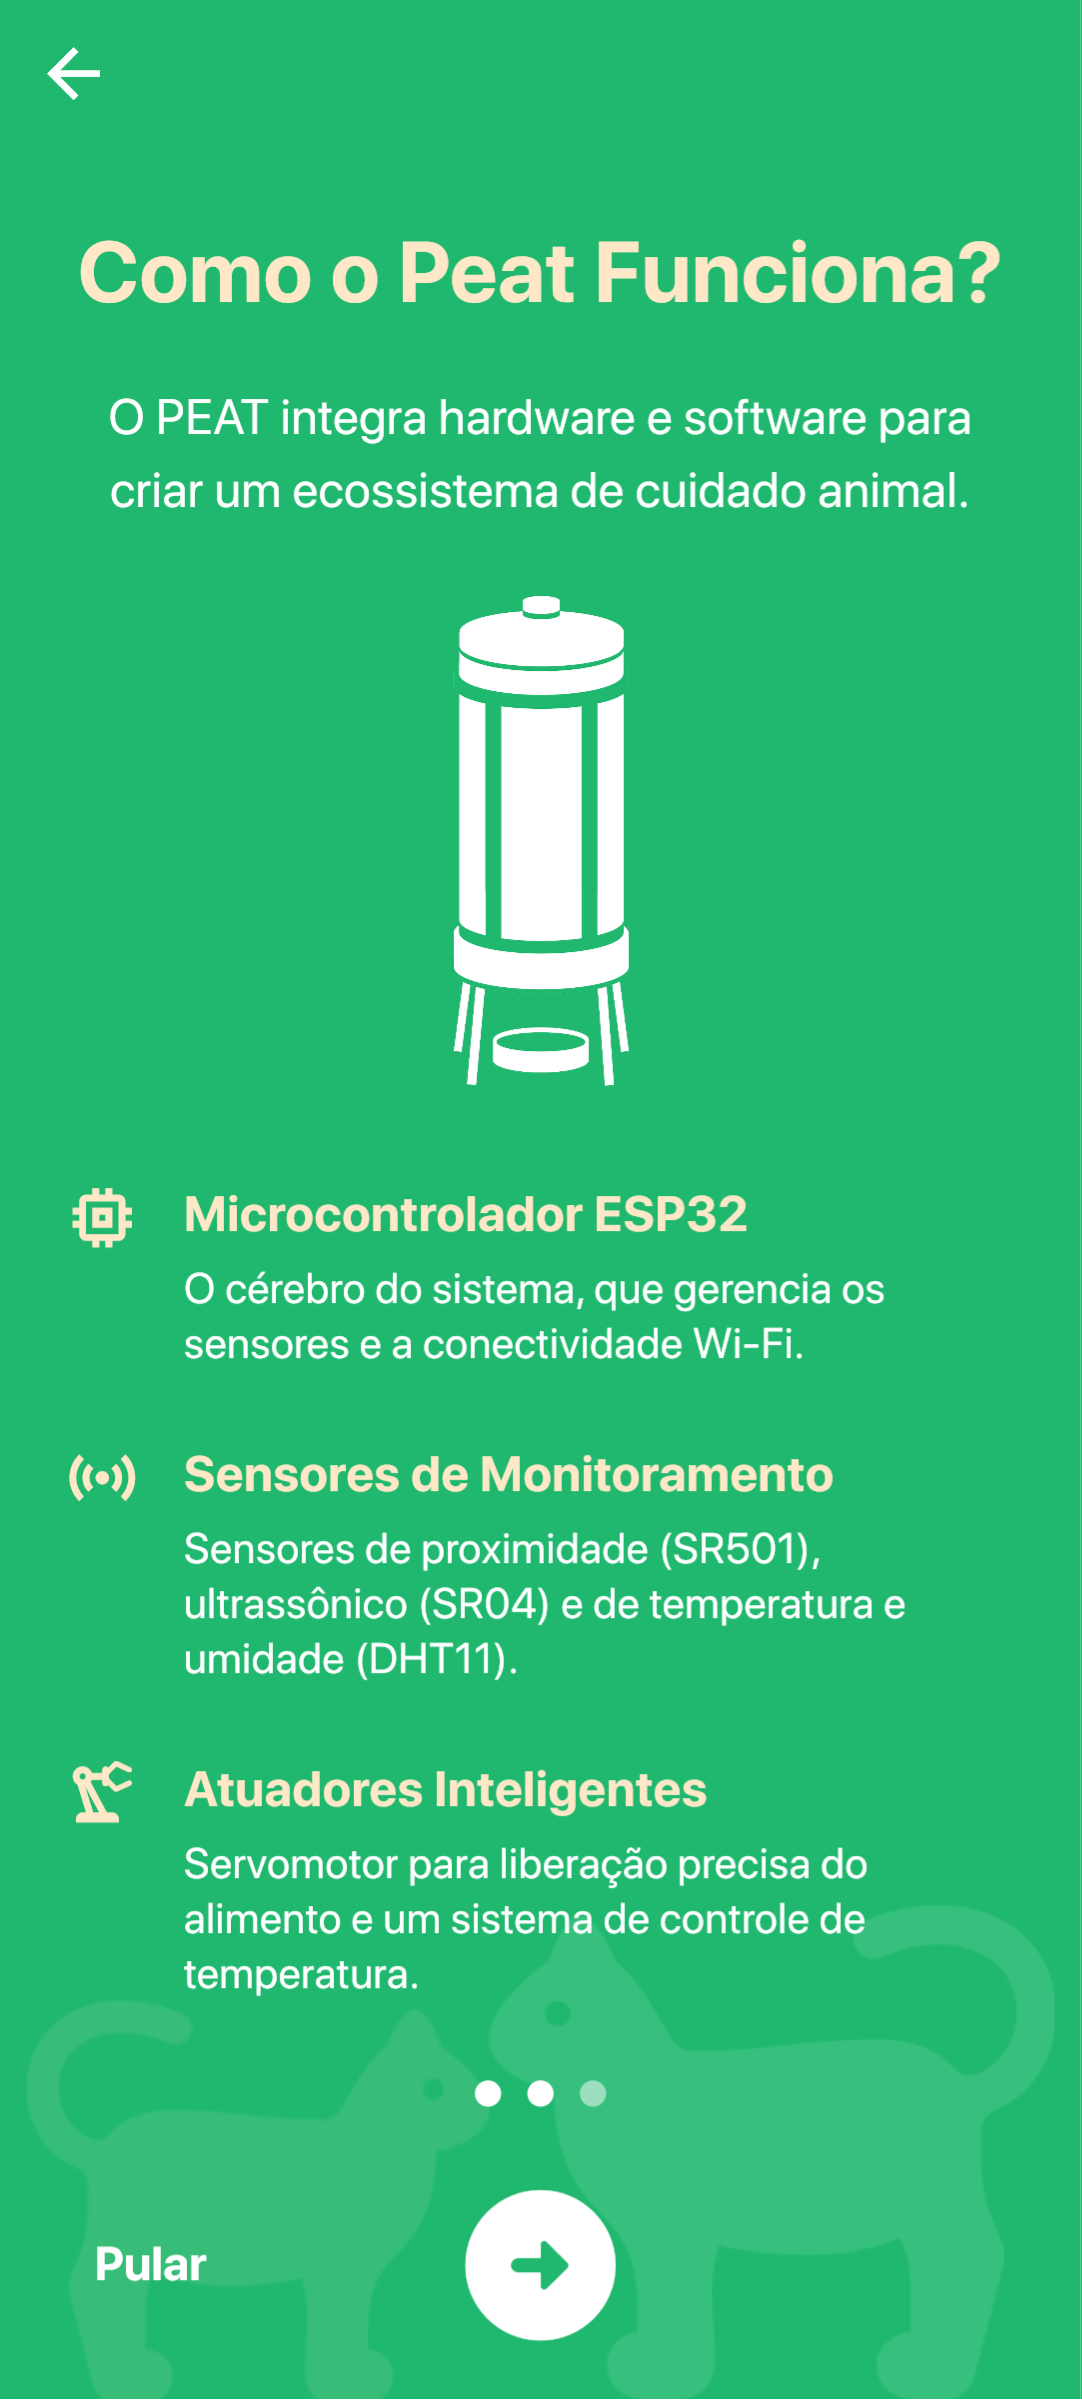 Como o Peat Funciona?
O PEAT integra hardware e software para
criar um ecossistema de cuidado animal.
Microcontrolador ESP32
O cérebro do sistema, que gerencia os
sensores e a conectividade Wi-Fi.
Sensores de Monitoramento
Sensores de proximidade (SR501),
ultrassônico (SR04) e de temperatura e
umidade (DHT11).
Atuadores Inteligentes
Servomotor para liberação precisa do
alimento e um sistema de controle de
temperatura.
Pular